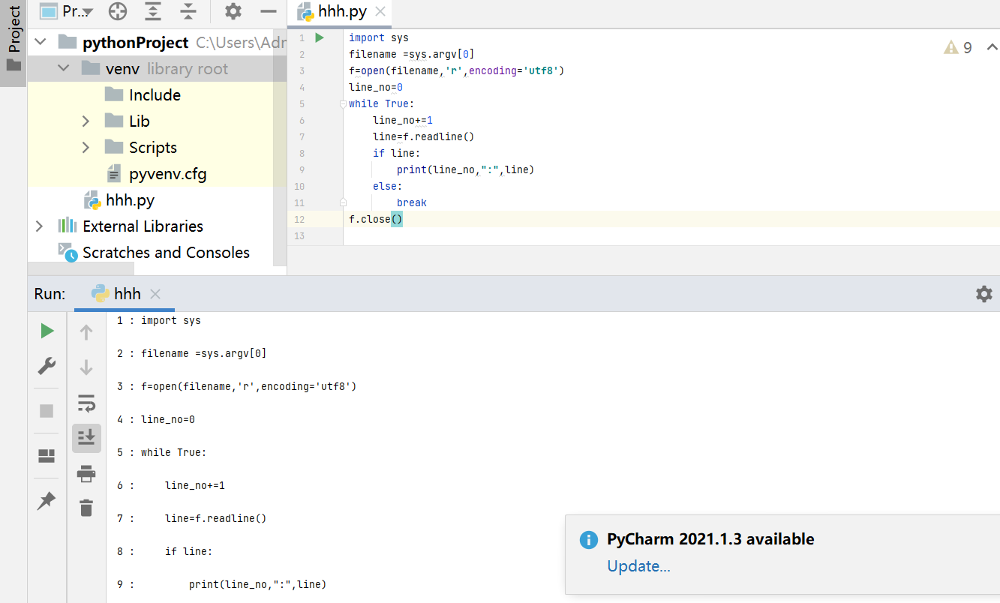 Project
Pr...
hhh.py
pythonProject C:\Users\Adr
venv library root
Include
Lib
Scripts
pyvenv.cfg
hhh.py
External Libraries
Scratches and Consoles
9
1 import sys
2 filename =sys.argv[0]
3 f=open(filename,'r',encoding='utf8')
4 line_no=0
5 while True:
6     line_no+=1
7     line=f.readline()
8     if line:
9         print(line_no,":",line)
10     else:
11         break
12 f.close()
13
Run: hhh
1 : import sys
2 : filename =sys.argv[0]
3 : f=open(filename,'r',encoding='utf8')
4 : line_no=0
5 : while True:
6 :     line_no+=1
7 :     line=f.readline()
8 :     if line:
9 :         print(line_no,":",line)
PyCharm 2021.1.3 available
Update...